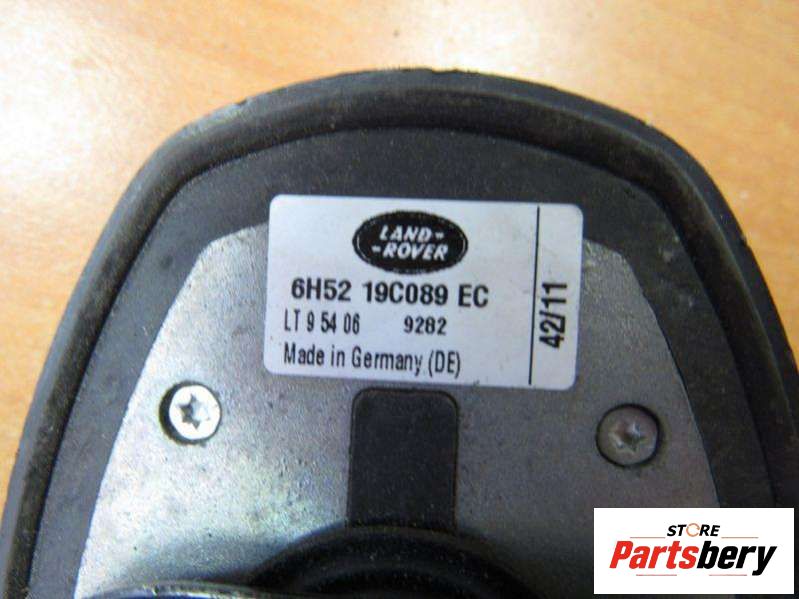 LAND-
-ROVER
6H52 19C089 EC
LT 9 54 06 9282
Made in Germany (DE)
42/11
STORE
Partsbery